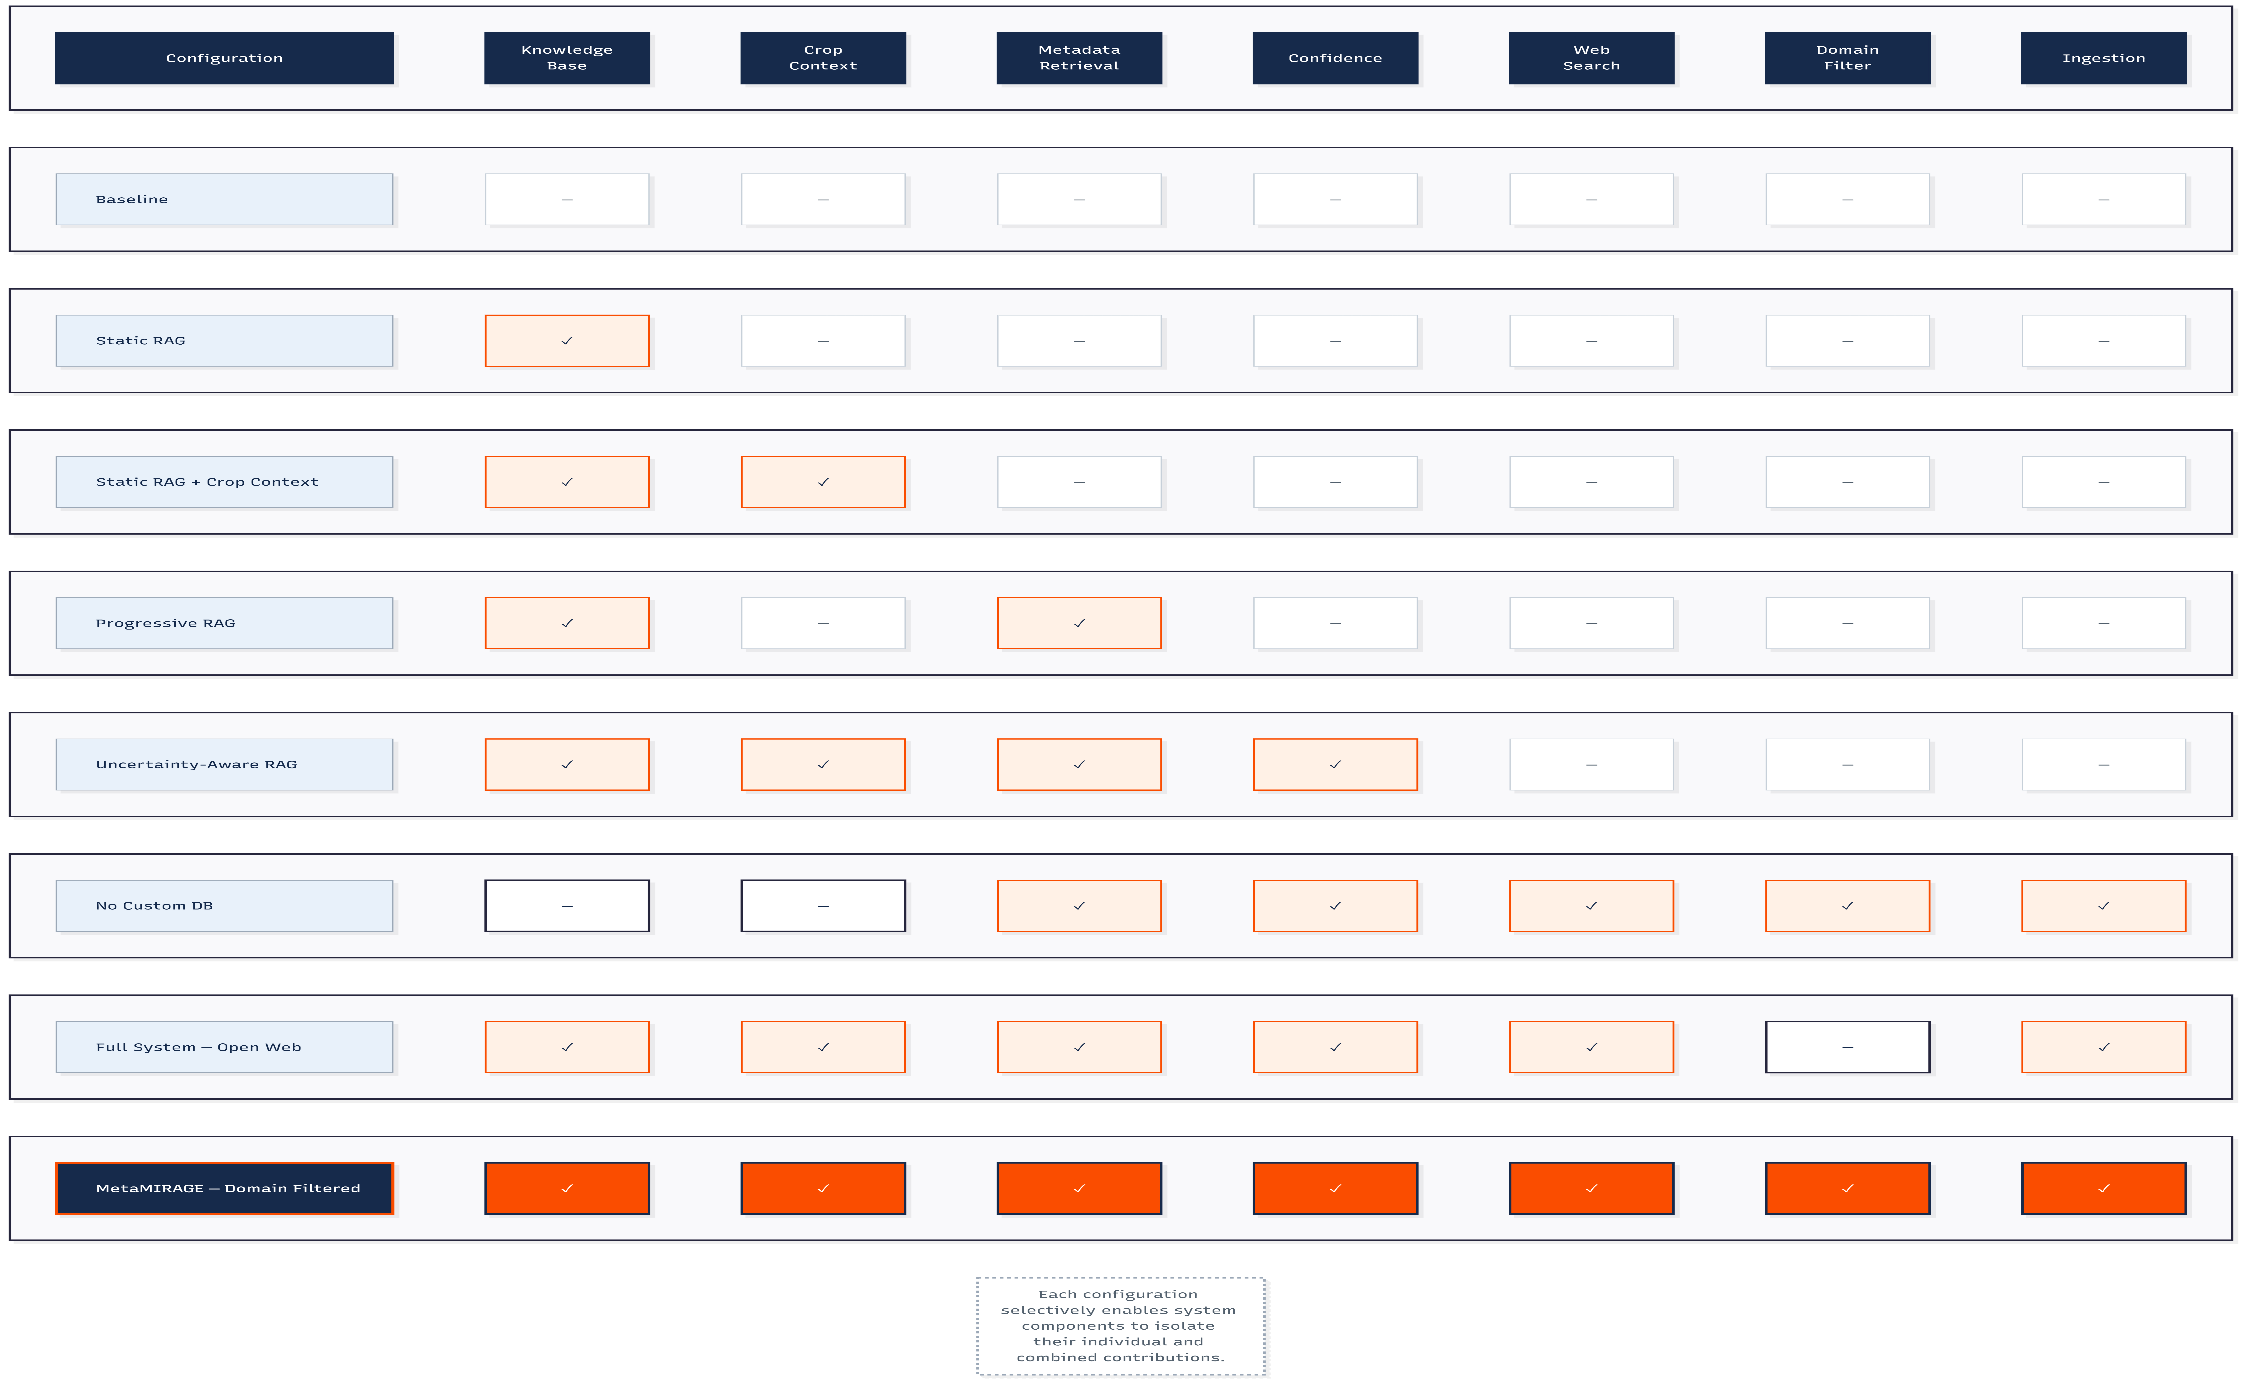 Configuration
Knowledge
Base
Crop
Context
Metadata
Retrieval
Confidence
Web
Search
Domain
Filter
Ingestion
Baseline
— — — — — — —
Static RAG
✓ — — — — — —
Static RAG + Crop Context
✓ ✓ — — — — —
Progressive RAG
✓ — ✓ — — — —
Uncertainty-Aware RAG
✓ ✓ ✓ ✓ — — —
No Custom DB
— — ✓ ✓ ✓ ✓ ✓
Full System — Open Web
✓ ✓ ✓ ✓ ✓ — ✓
MetaMIRAGE — Domain Filtered
✓ ✓ ✓ ✓ ✓ ✓ ✓
Each configuration
selectively enables system
components to isolate
their individual and
combined contributions.